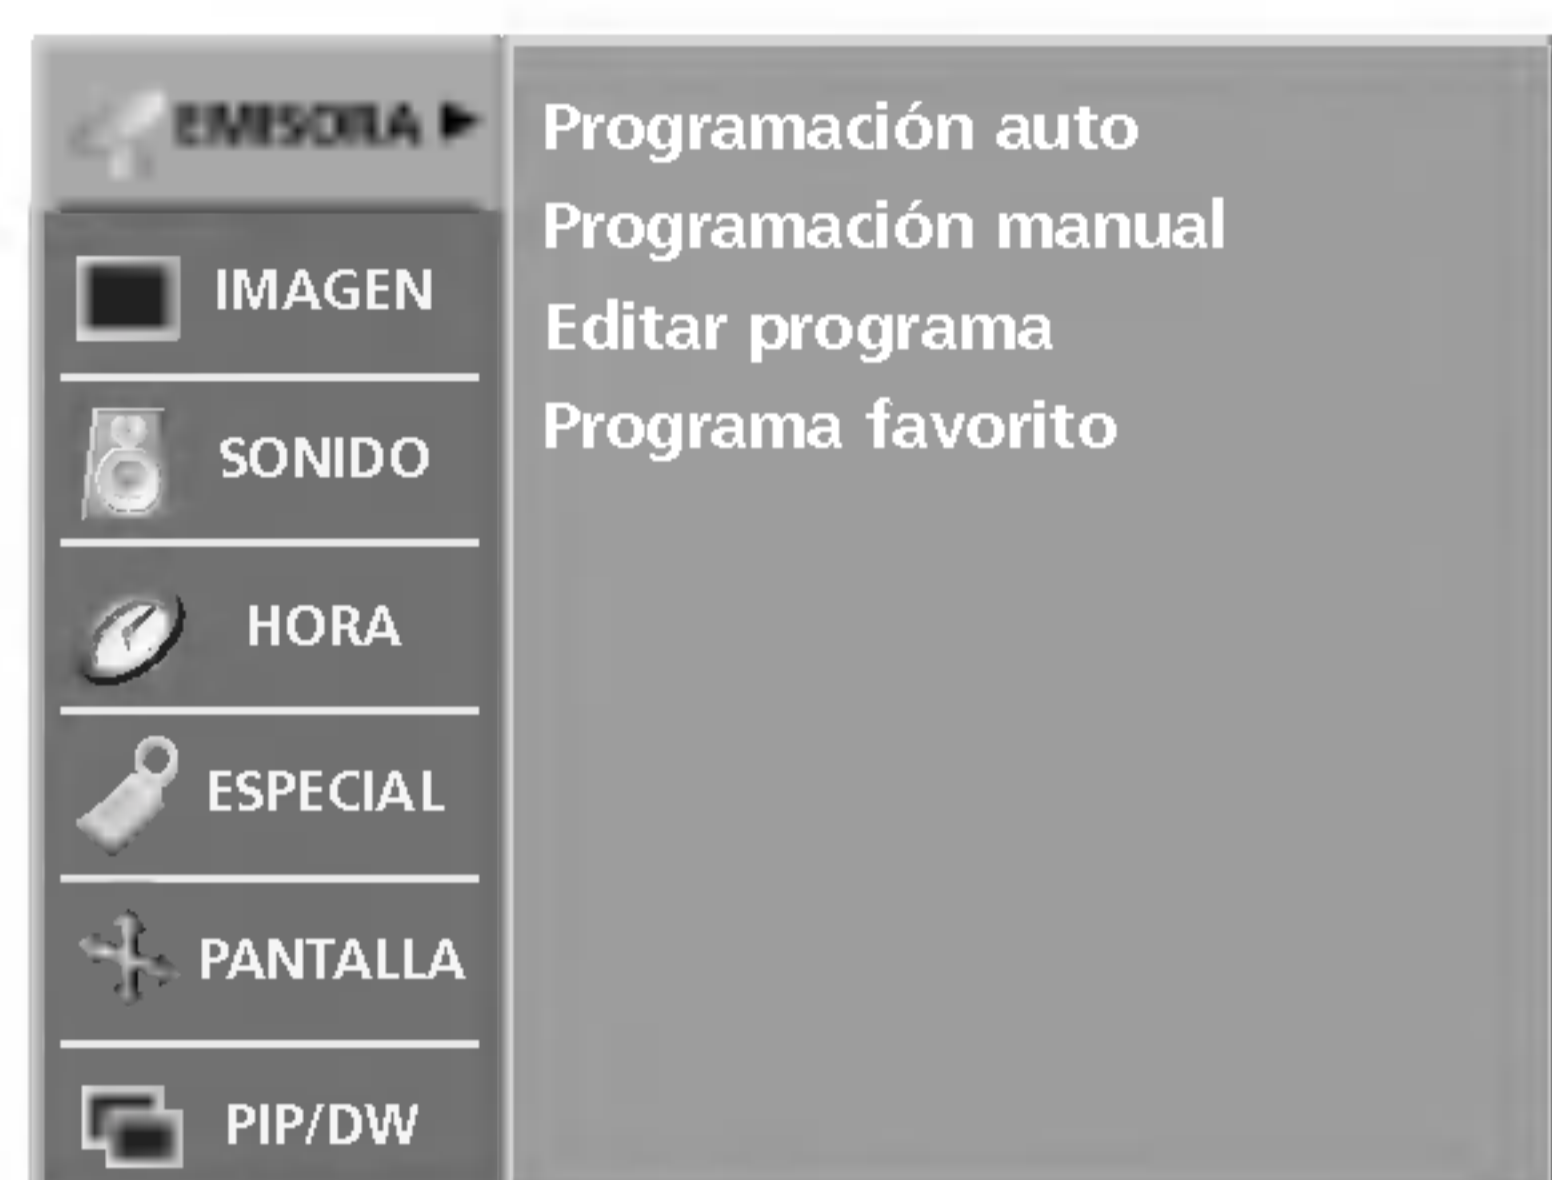 EMISORA ►
IMAGEN
SONIDO
HORA
ESPECIAL
PANTALLA
PIP/DW
Programación auto
Programación manual
Editar programa
Programa favorito